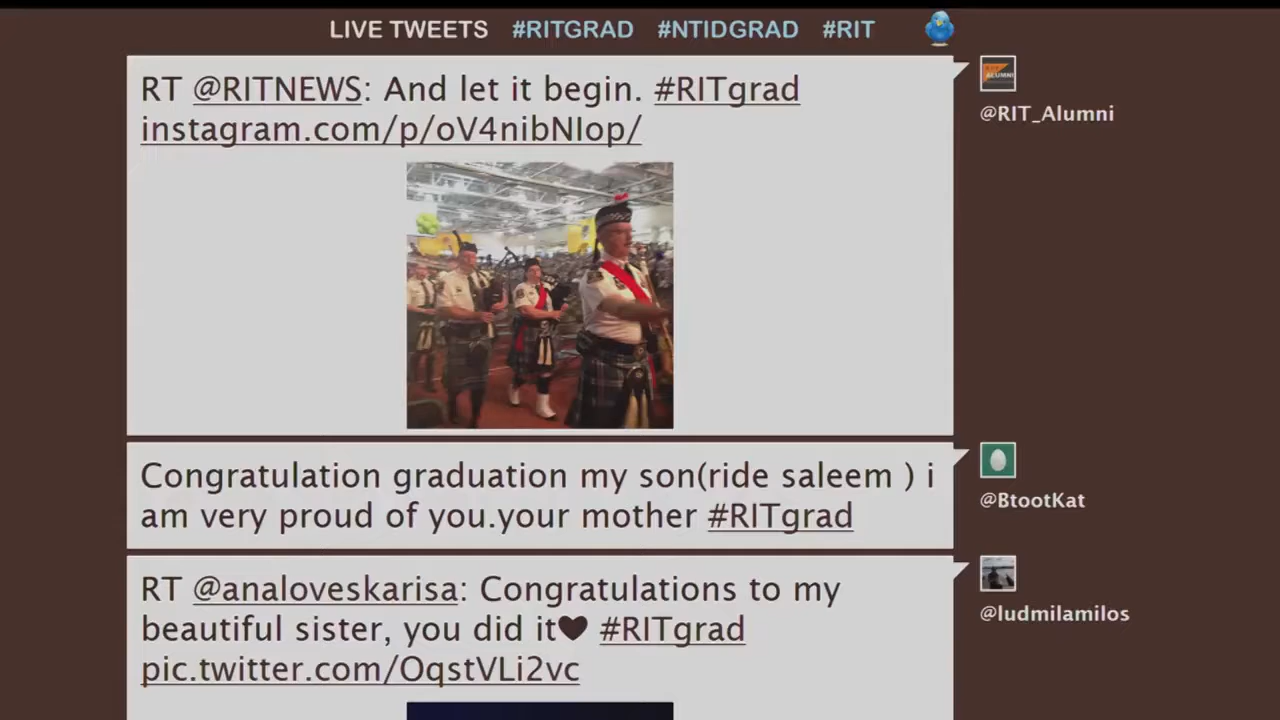 LIVE TWEETS #RITGRAD #NTIDGRAD #RIT
RT @RITNEWS: And let it begin. #RITgrad
instagram.com/p/oV4nibNIop/
ALUMNI
@RIT_Alumni
Congratulation graduation my son(ride saleem ) i
am very proud of you.your mother #RITgrad
@BtootKat
RT @analoveskarisa: Congratulations to my
beautiful sister, you did it♥ #RITgrad
pic.twitter.com/OqstVLi2vc
@ludmilamilos